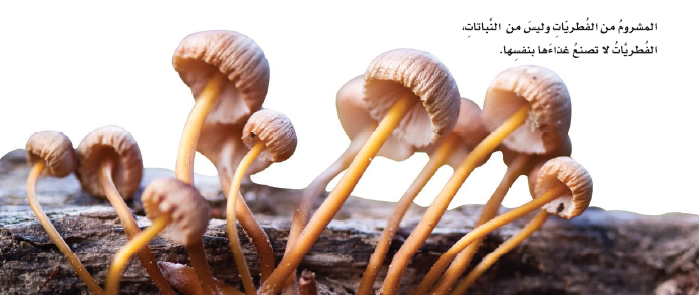 المشرومُ من الفُطريّاتِ وليسَ من النَّباتاتِ،
الفُطريَّاتُ لا تصنعُ غذاءَها بنفسِها.